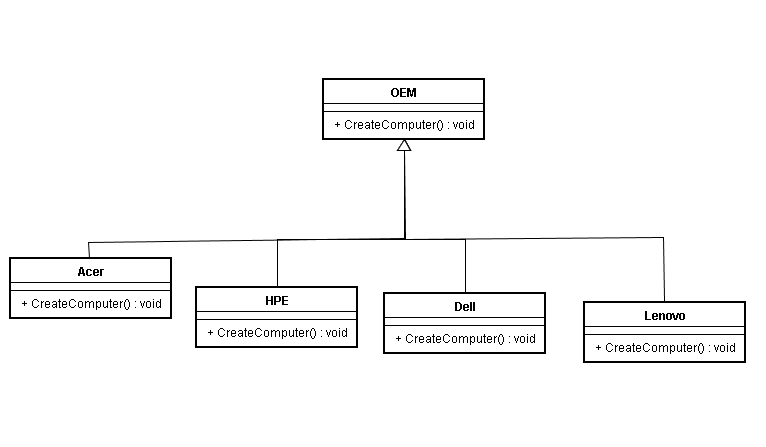 OEM
+ CreateComputer() : void
Acer
+ CreateComputer() : void
HPE
+ CreateComputer() : void
Dell
+ CreateComputer() : void
Lenovo
+ CreateComputer() : void